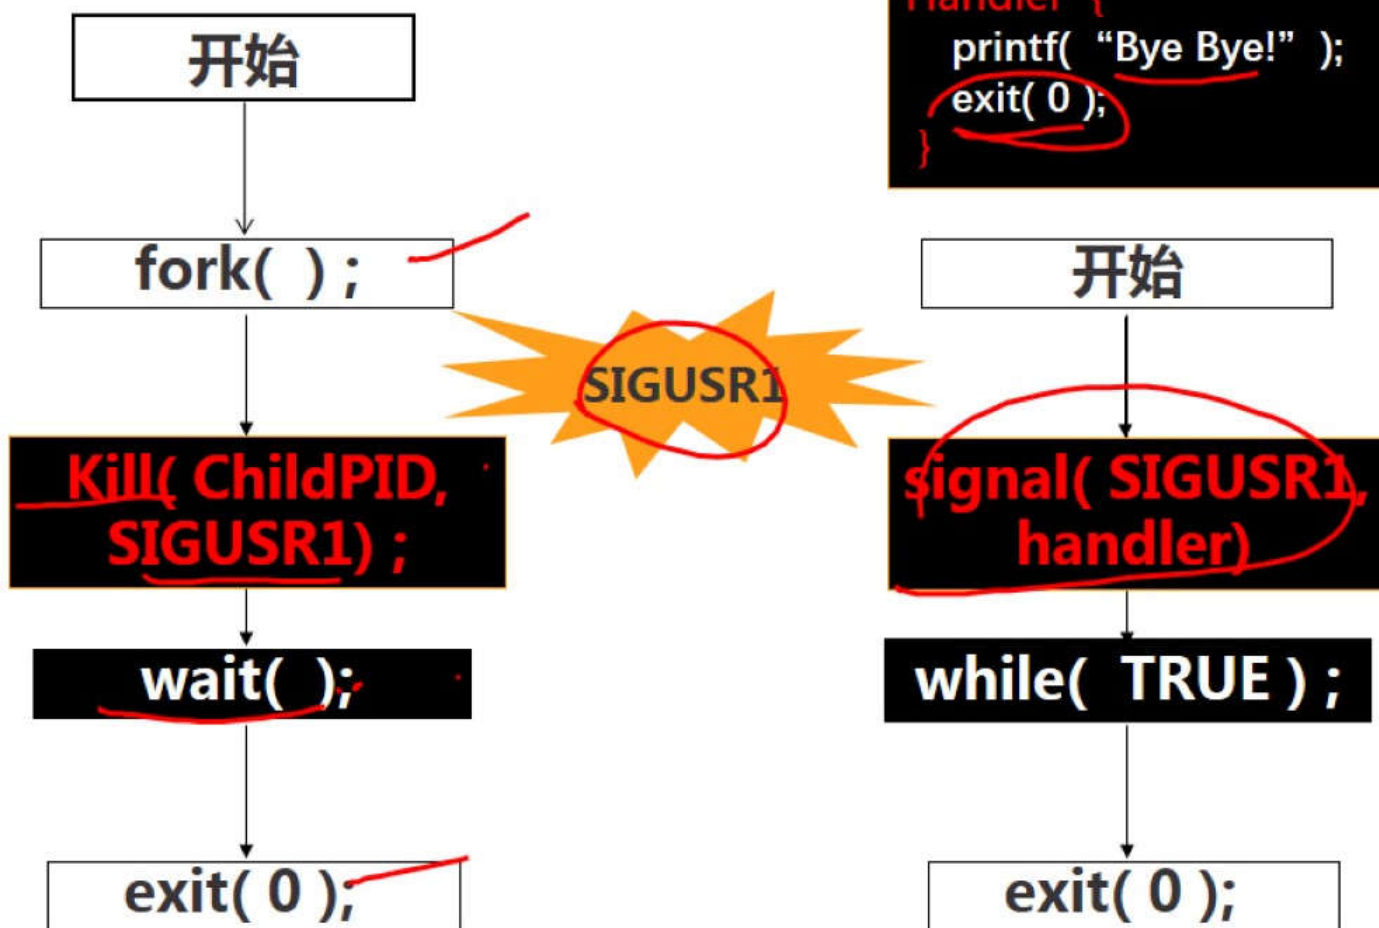 开始
fork( ) ;
Kill( ChildPID,
SIGUSR1) ;
wait( );
exit( 0 );
SIGUSR1
Handler {
printf( “Bye Bye!” );
exit( 0 );
}
开始
signal( SIGUSR1,
handler)
while( TRUE ) ;
exit( 0 );